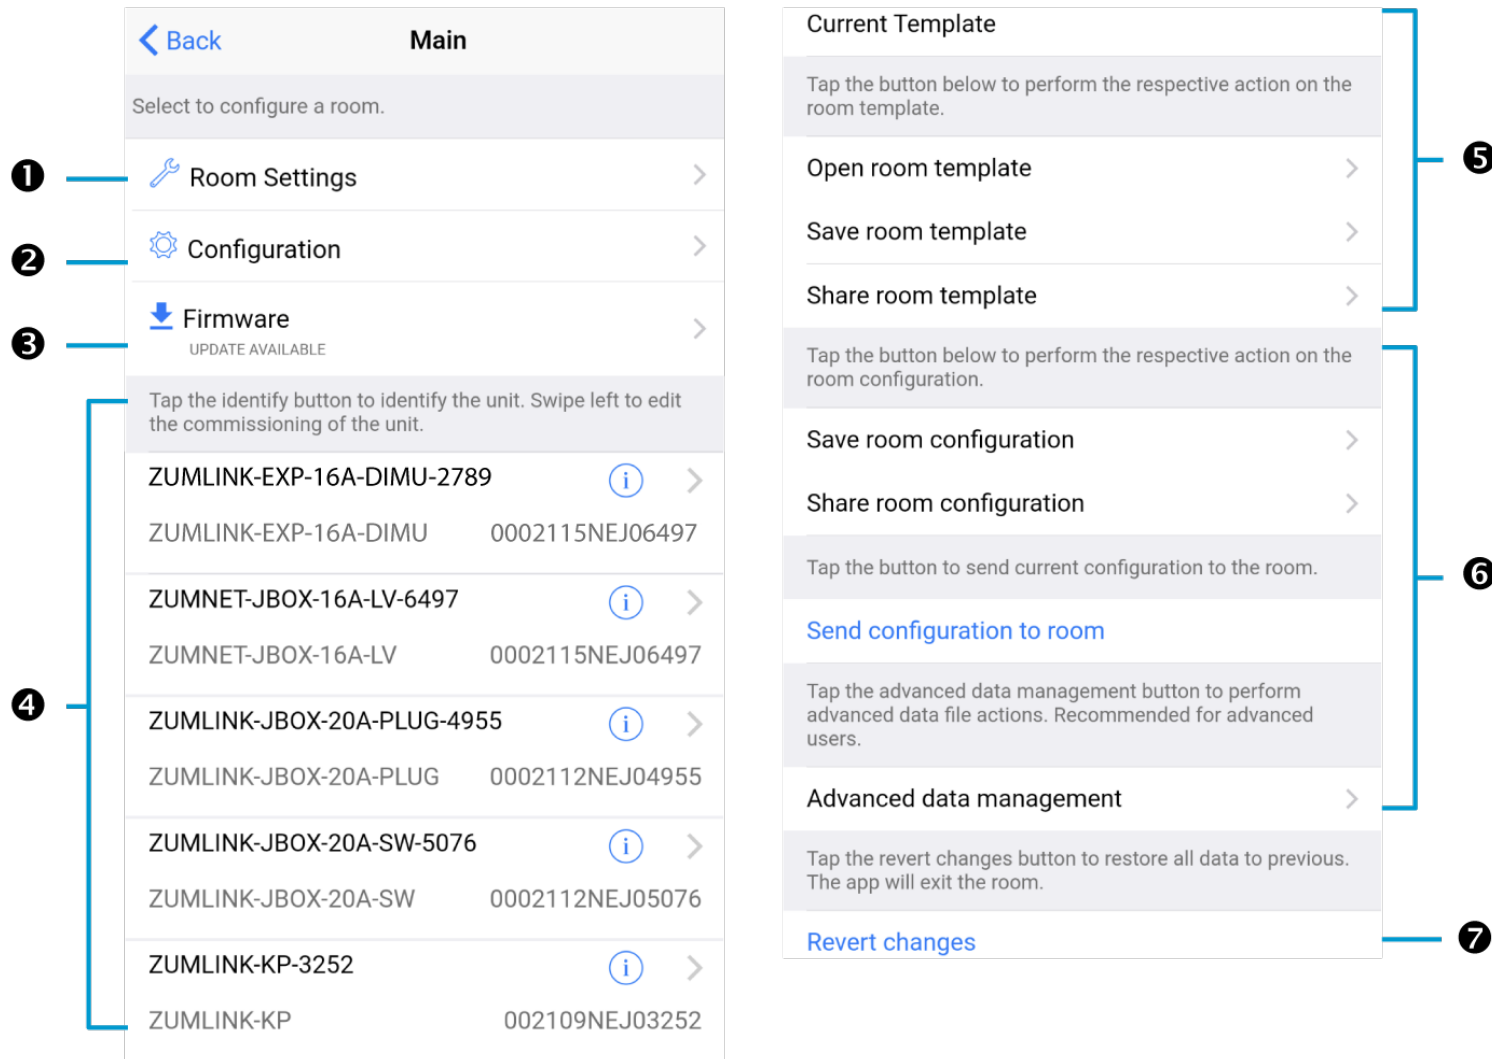 Back
Main
Select to configure a room.
❶
Room Settings
❷
Configuration
❸
Firmware
UPDATE AVAILABLE
❹
Tap the identify button to identify the unit. Swipe left to edit
the commissioning of the unit.
ZUMLINK-EXP-16A-DIMU-2789
i
ZUMLINK-EXP-16A-DIMU 0002115NEJ06497
ZUMNET-JBOX-16A-LV-6497
i
ZUMNET-JBOX-16A-LV 0002115NEJ06497
ZUMLINK-JBOX-20A-PLUG-4955
i
ZUMLINK-JBOX-20A-PLUG 0002112NEJ04955
ZUMLINK-JBOX-20A-SW-5076
i
ZUMLINK-JBOX-20A-SW 0002112NEJ05076
ZUMLINK-KP-3252
i
ZUMLINK-KP 002109NEJ03252
Current Template
Tap the button below to perform the respective action on the
room template.
❺
Open room template
Save room template
Share room template
Tap the button below to perform the respective action on the
room configuration.
Save room configuration
Share room configuration
❻
Tap the button to send current configuration to the room.
Send configuration to room
Tap the advanced data management button to perform
advanced data file actions. Recommended for advanced
users.
Advanced data management
Tap the revert changes button to restore all data to previous.
The app will exit the room.
Revert changes
❼